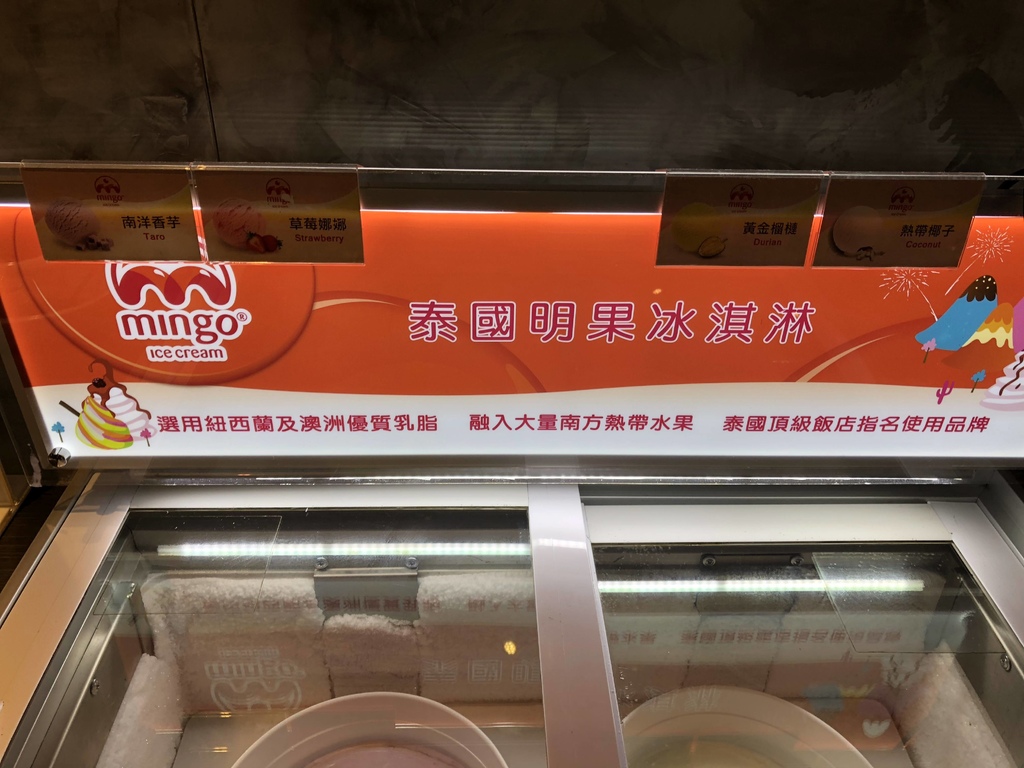 南洋香芋
Taro
草莓娜娜
Strawberry
mingo
黃金榴槤
Durian
mingo
熱帶椰子
Coconut
mingo®
ice cream
泰國明果冰淇淋
選用紐西蘭及澳洲優質乳脂 融入大量南方熱帶水果 泰國頂級飯店指名使用品牌